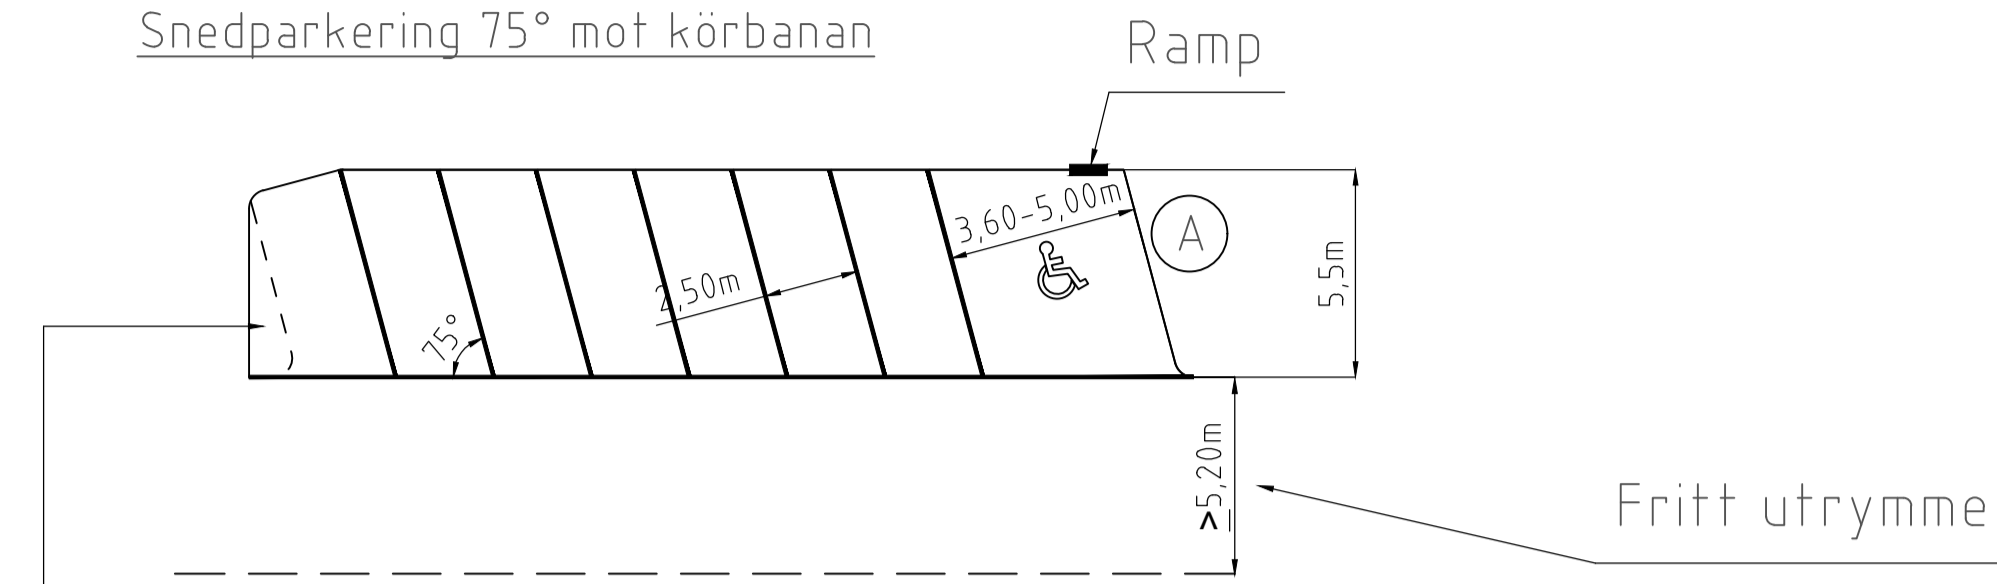 Snedparkering 75° mot körbanan
Ramp
3,60-5,00m
A
2,50m
75°
5,5m
≥5,20m
Fritt utrymme